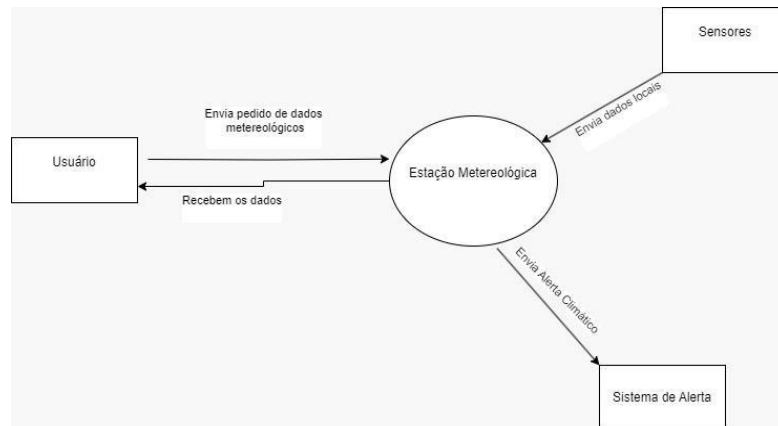 Sensores
Envia dados locais
Envia pedido de dados
metereológicos
Usuário
Estação Metereológica
Recebem os dados
Envia Alerta Climático
Sistema de Alerta